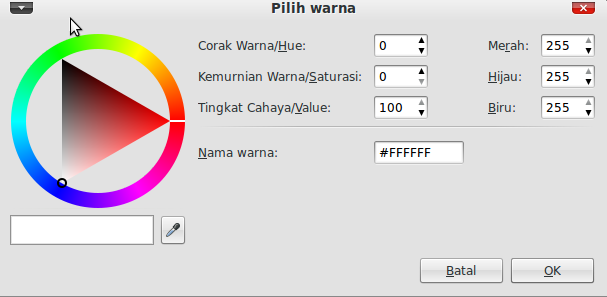 Pilih warna
Corak Warna/Hue: 0 Merah: 255
Kemurnian Warna/Saturasi: 0 Hijau: 255
Tingkat Cahaya/Value: 100 Biru: 255
Nama warna: #FFFFFF
Batal OK